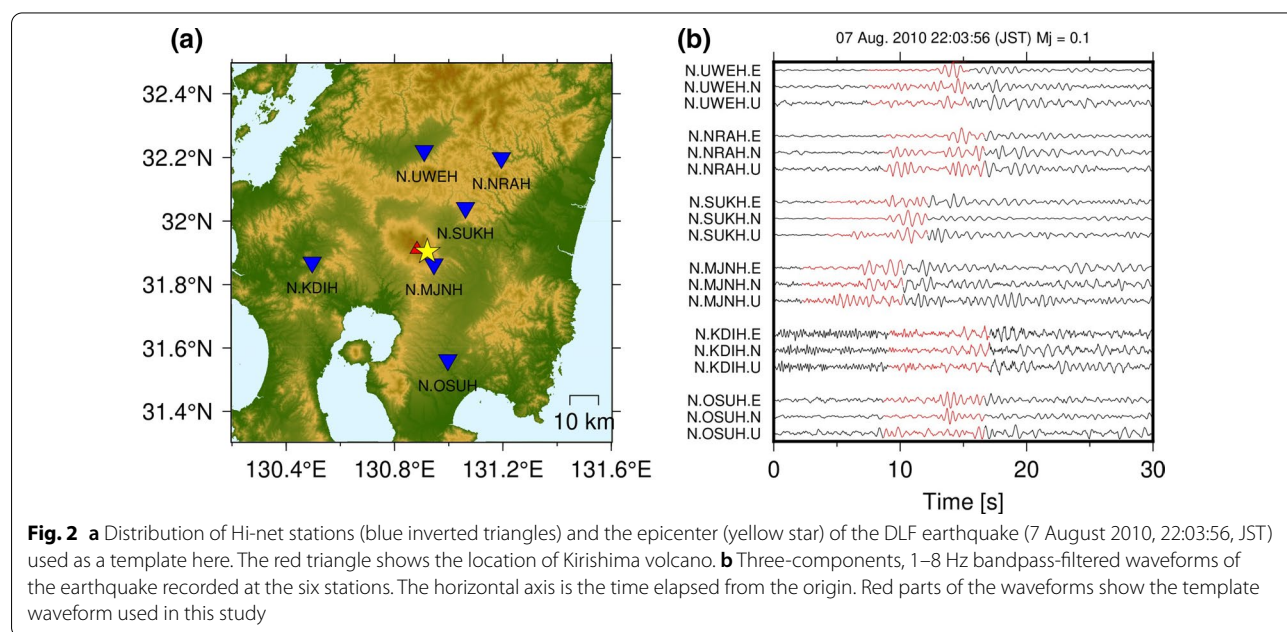 (a)
32.4°N
32.2°N
32°N
31.8°N
31.6°N
31.4°N
130.4°E 130.8°E 131.2°E 131.6°E
N.UWEH
N.NRAH
N.SUKH
N.KDIH
N.MJNH
N.OSUH
10 km
(b)
07 Aug. 2010 22:03:56 (JST) Mj = 0.1
N.UWEH.E
N.UWEH.N
N.UWEH.U
N.NRAH.E
N.NRAH.N
N.NRAH.U
N.SUKH.E
N.SUKH.N
N.SUKH.U
N.MJNH.E
N.MJNH.N
N.MJNH.U
N.KDIH.E
N.KDIH.N
N.KDIH.U
N.OSUH.E
N.OSUH.N
N.OSUH.U
0 10 20 30
Time [s]
Fig. 2 a Distribution of Hi-net stations (blue inverted triangles) and the epicenter (yellow star) of the DLF earthquake (7 August 2010, 22:03:56, JST)
used as a template here. The red triangle shows the location of Kirishima volcano. b Three-components, 1–8 Hz bandpass-filtered waveforms of
the earthquake recorded at the six stations. The horizontal axis is the time elapsed from the origin. Red parts of the waveforms show the template
waveform used in this study